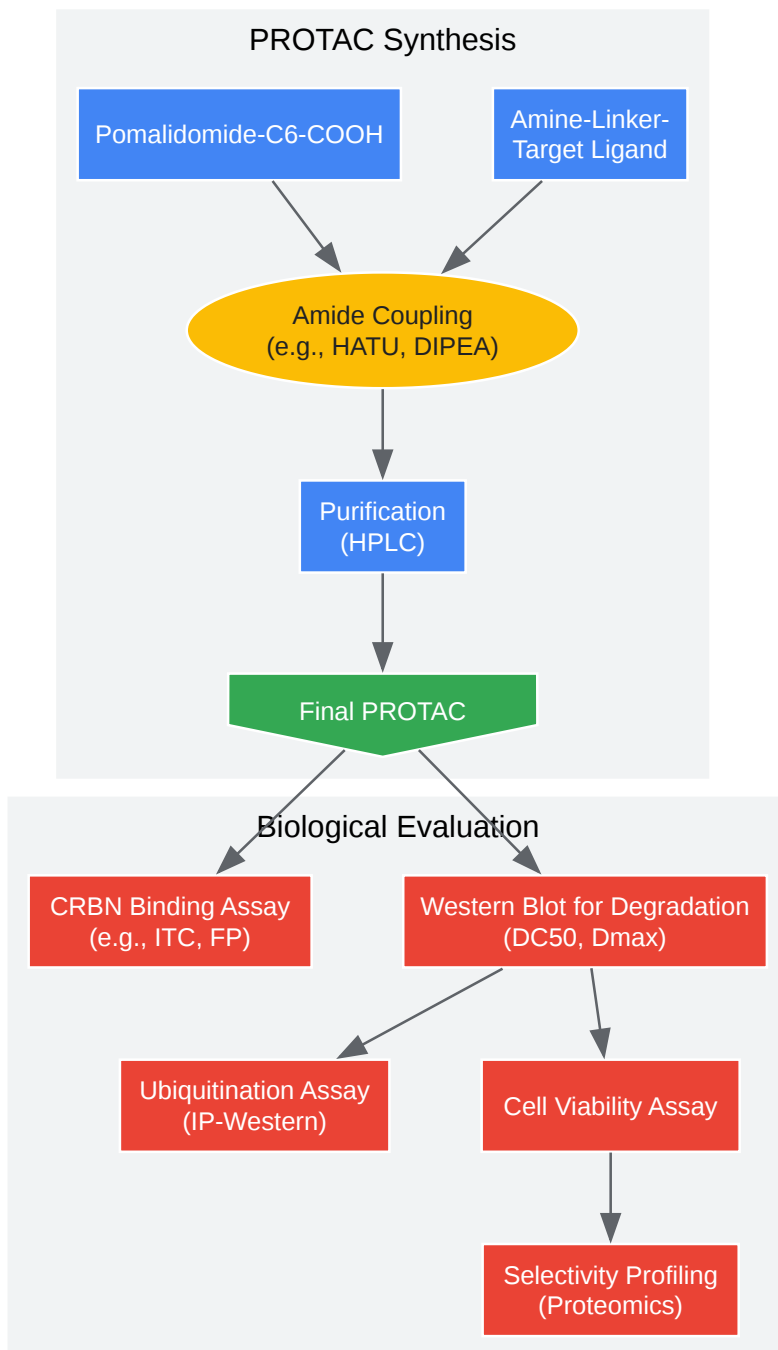 PROTAC Synthesis
Pomalidomide-C6-COOH
Amine-Linker-
Target Ligand
Amide Coupling
(e.g., HATU, DIPEA)
Purification
(HPLC)
Final PROTAC
Biological Evaluation
CRBN Binding Assay
(e.g., ITC, FP)
Western Blot for Degradation
(DC50, Dmax)
Ubiquitination Assay
(IP-Western)
Cell Viability Assay
Selectivity Profiling
(Proteomics)